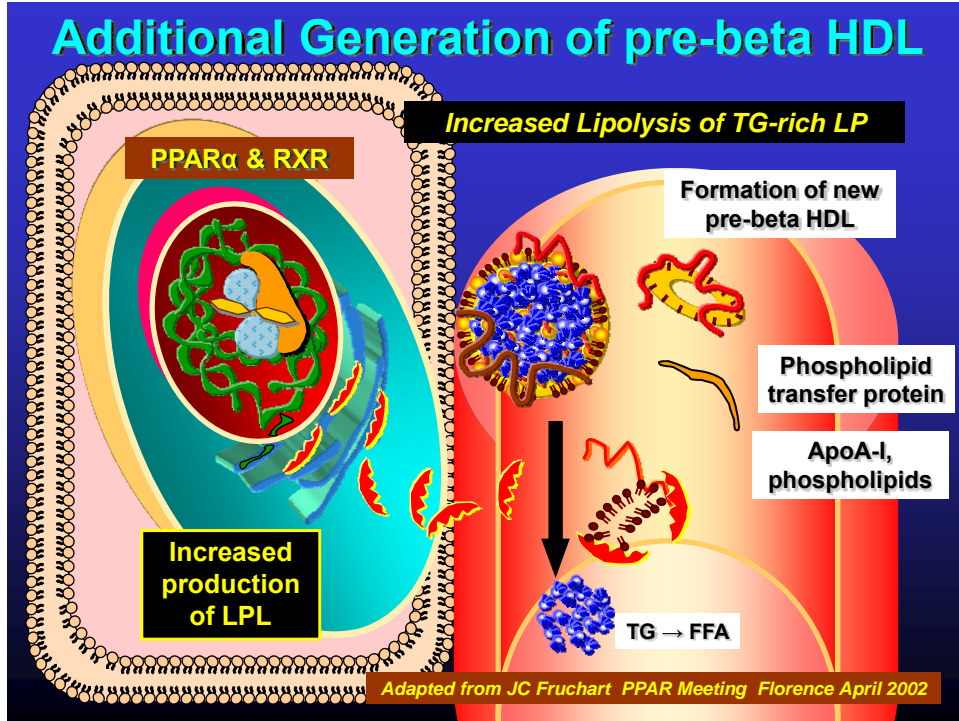 Additional Generation of pre-beta HDL
Increased Lipolysis of TG-rich LP
PPARα & RXR
Formation of new
pre-beta HDL
Phospholipid
transfer protein
ApoA-I,
phospholipids
Increased
production
of LPL
TG → FFA
Adapted from JC Fruchart PPAR Meeting Florence April 2002